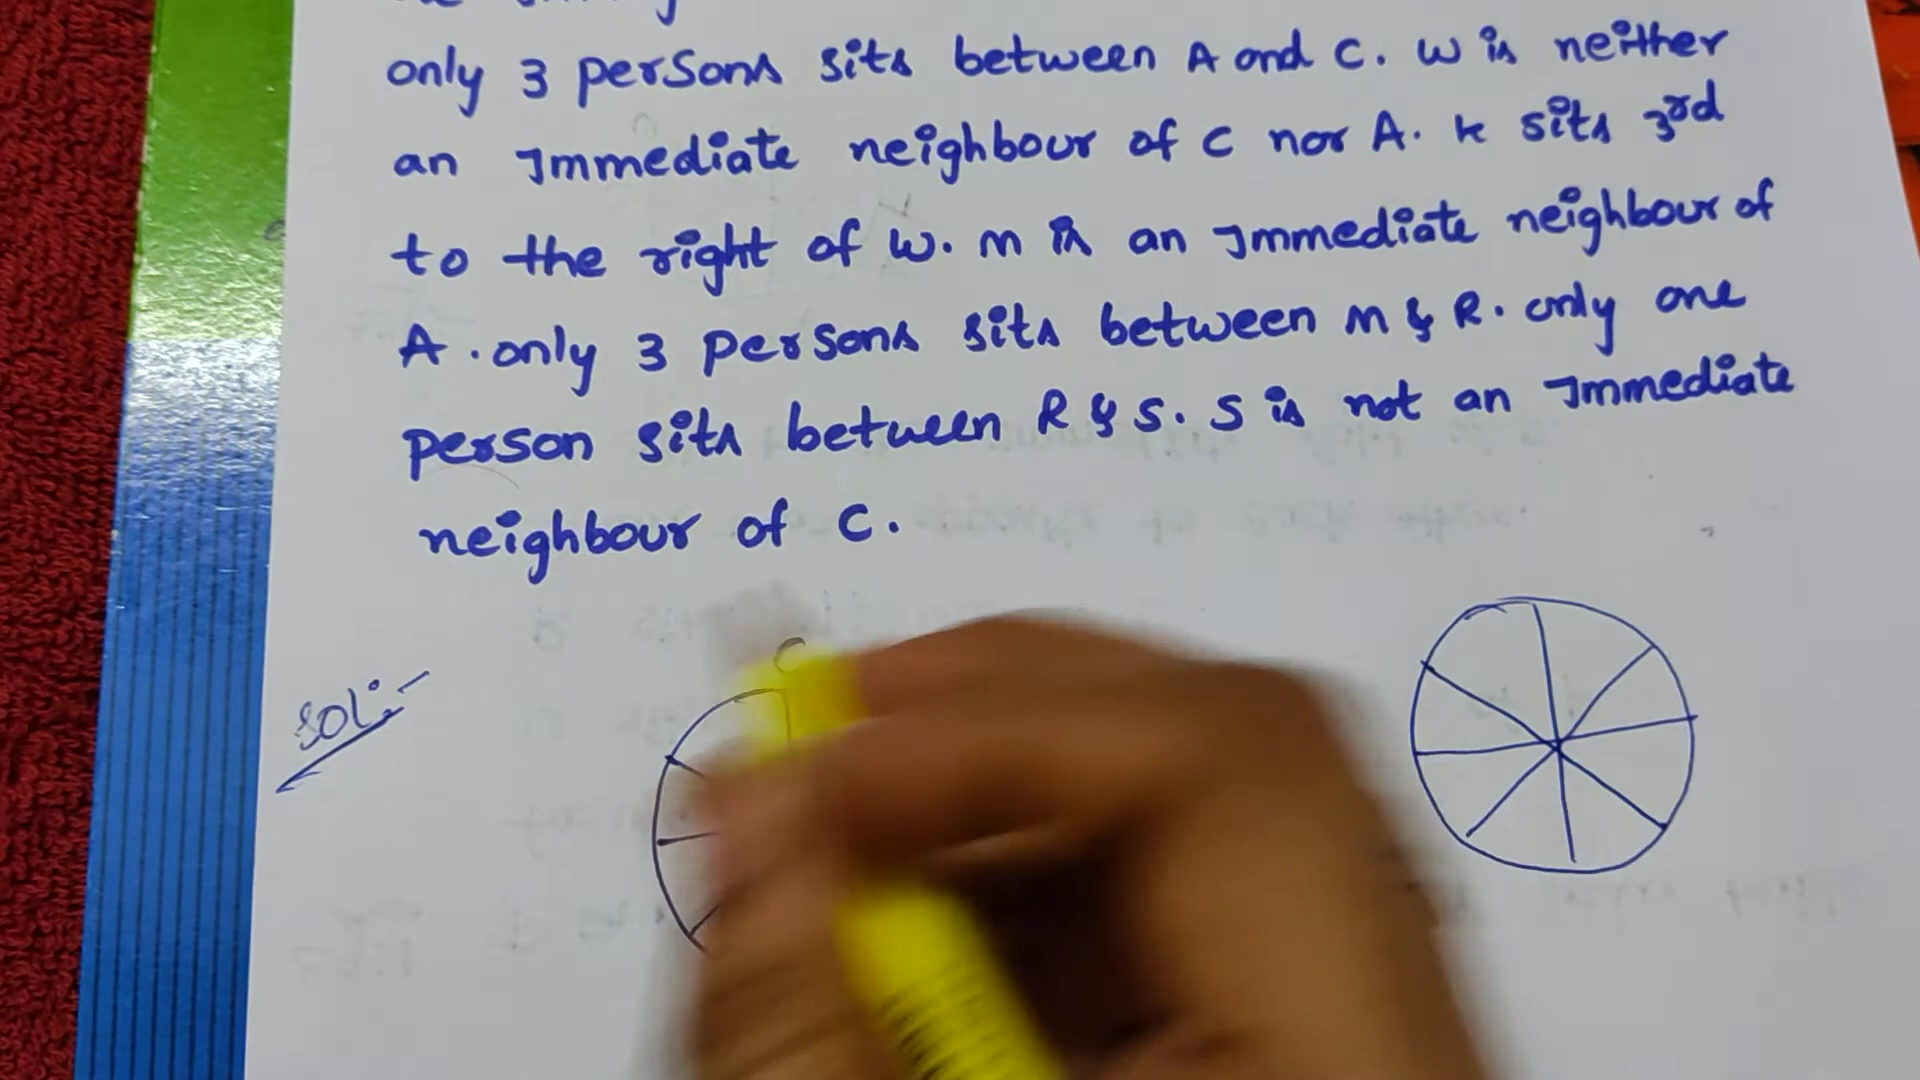 only 3 persons sits between A and C. W is neither
an Immediate neighbour of C nor A. K sits 3rd
to the right of W. M is an Immediate neighbour of
A. only 3 persons sits between M & R. only one
person sits between R & S. S is not an Immediate
neighbour of C.
C
SOL:-